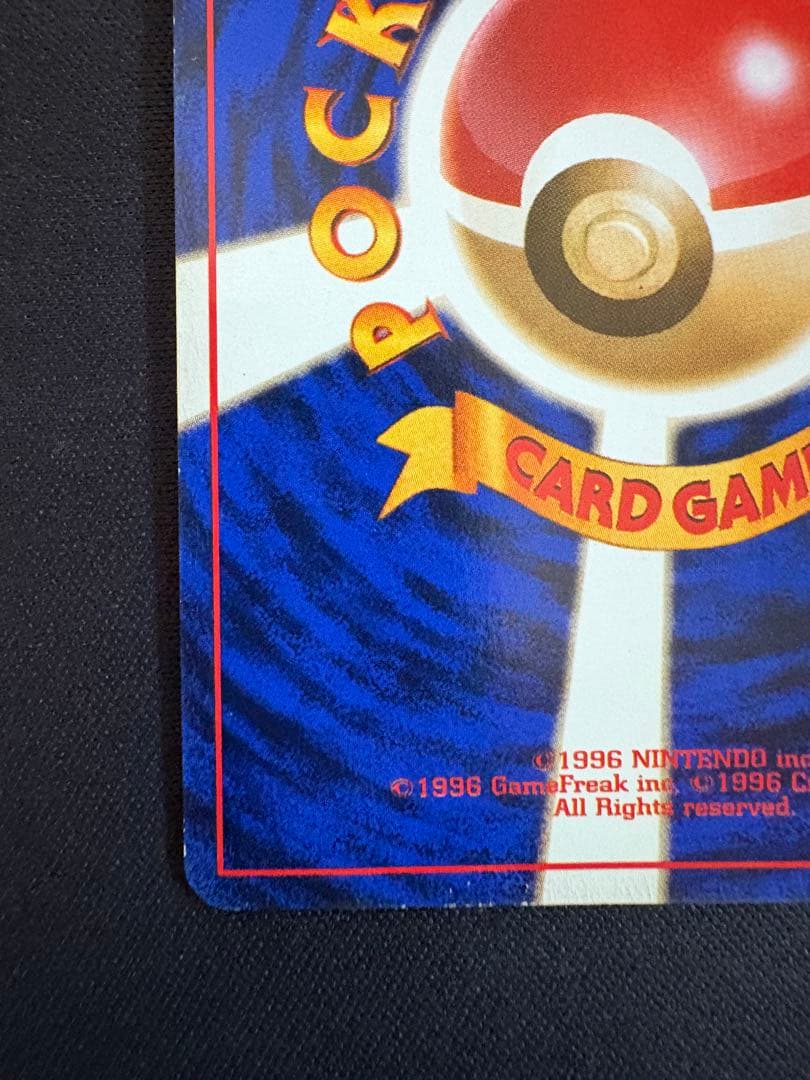 POCK
CARD GAM
©1996 NINTENDO inc
©1996 GameFreak inc. ©1996 C
All Rights reserved.